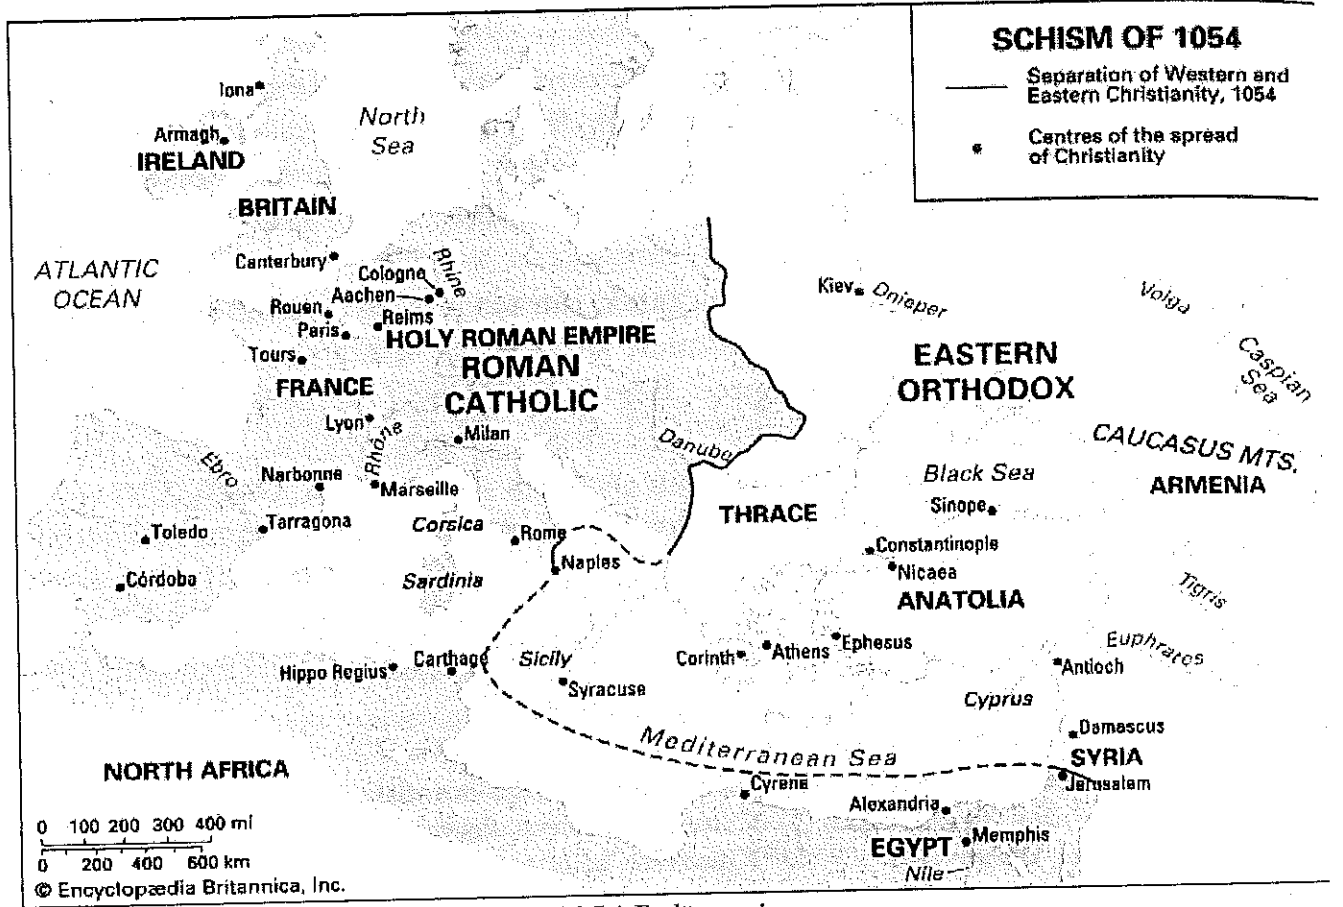 SCHISM OF 1054
Separation of Western and
Eastern Christianity, 1054
Centres of the spread
of Christianity
Iona
North
Sea
Armagh
IRELAND
BRITAIN
ATLANTIC
OCEAN
Canterbury
Cologne
Rhine
Aachen
Rouen
Reims
Paris
HOLY ROMAN EMPIRE
Tours
ROMAN
CATHOLIC
FRANCE
Lyon
Rhône
Milan
Danube
Kiev
Dnieper
Volga
EASTERN
ORTHODOX
Caspian
Sea
CAUCASUS MTS.
ARMENIA
Black Sea
Sinope
THRACE
Constantinople
Nicaea
ANATOLIA
Tigris
Euphrates
Ebro
Narbonne
Marseille
Toledo
Tarragona
Corsica
Rome
Naples
Córdoba
Sardinia
Hippo Regius
Carthage
Sicily
Syracuse
Corinth
Athens
Ephesus
Antioch
Cyprus
Damascus
SYRIA
Jerusalem
Mediterranean Sea
NORTH AFRICA
Cyrene
Alexandria
EGYPT
Memphis
Nile
0 100 200 300 400 mi
0 200 400 600 km
© Encyclopædia Britannica, Inc.